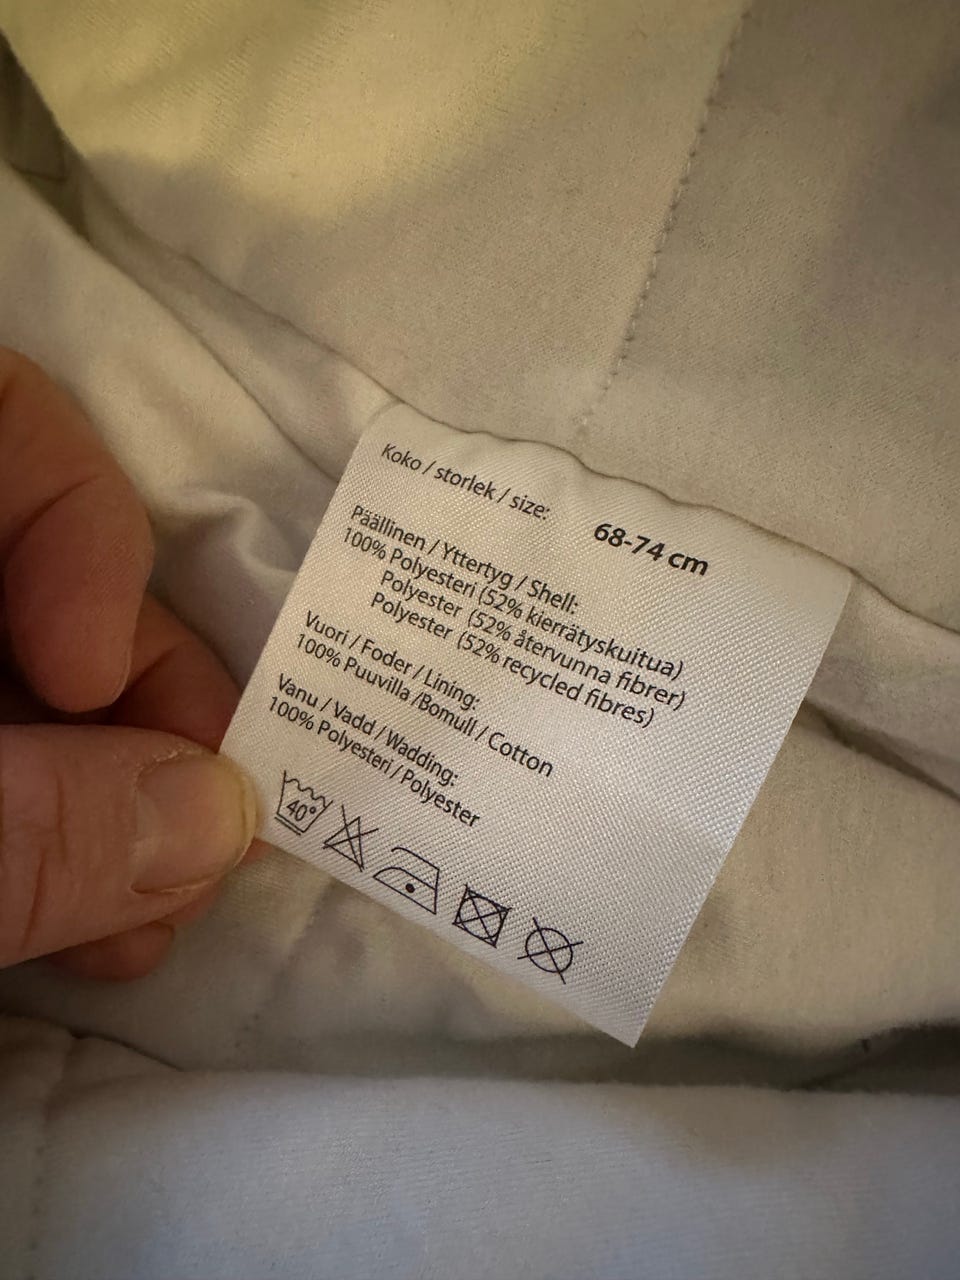 Koko / storlek / size: 68-74 cm
Päällinen / Yttertyg / Shell:
100% Polyesteri (52% kierrätyskuitua)
Polyester (52% återvunna fibrer)
Polyester (52% recycled fibres)
Vuori / Foder / Lining:
100% Puuvilla /Bomull / Cotton
Vanu / Vadd / Wadding:
100% Polyesteri / Polyester
40°